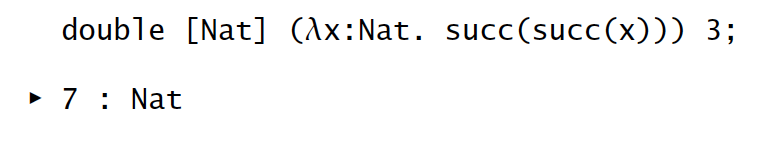 double [Nat] (λx:Nat. succ(succ(x))) 3;
▸ 7 : Nat